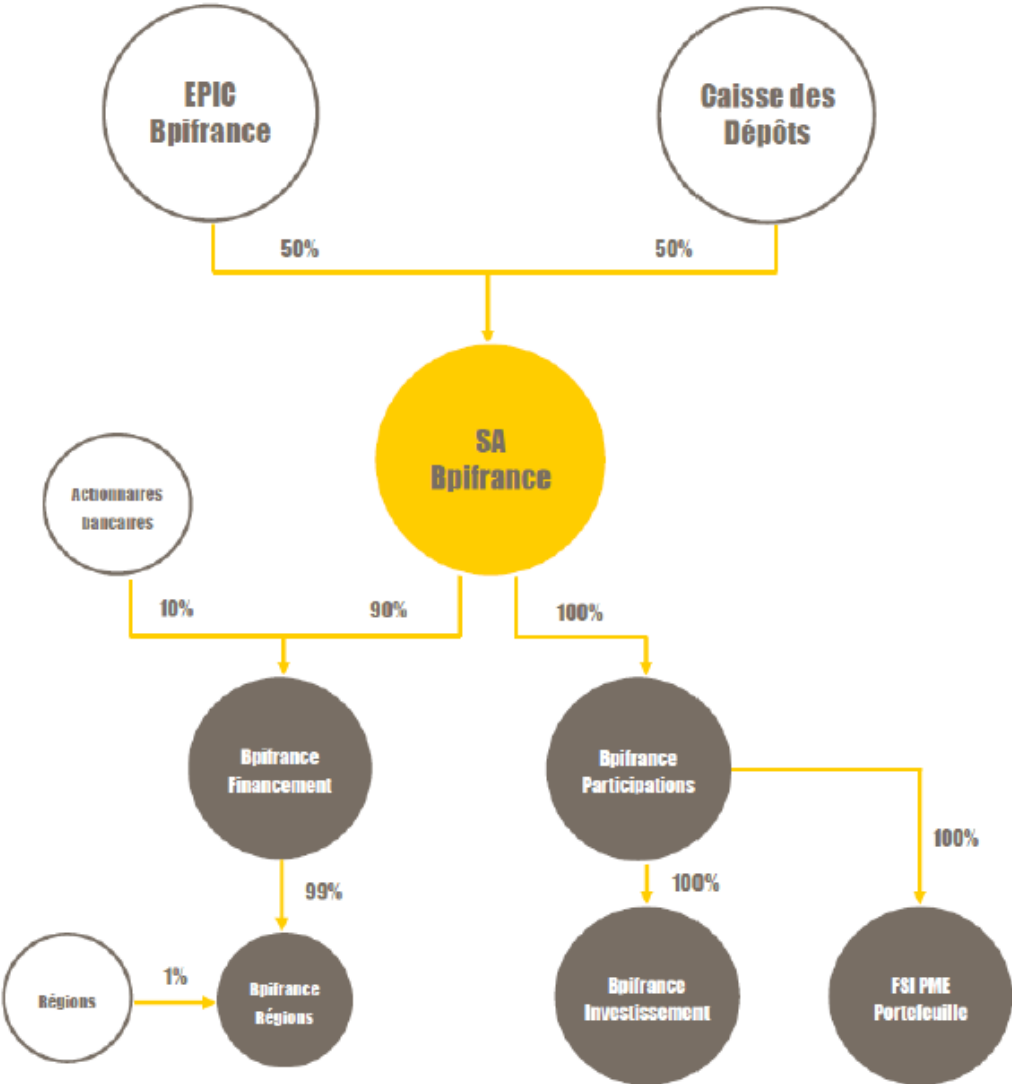 EPIC
Bpifrance
Caisse des
Dépôts
50%
50%
SA
Bpifrance
Actionnaires
bancaires
10%
90%
100%
Bpifrance
Financement
Bpifrance
Participations
100%
99%
100%
Régions
1%
Bpifrance
Régions
Bpifrance
Investissement
FSI PME
Portefeuille